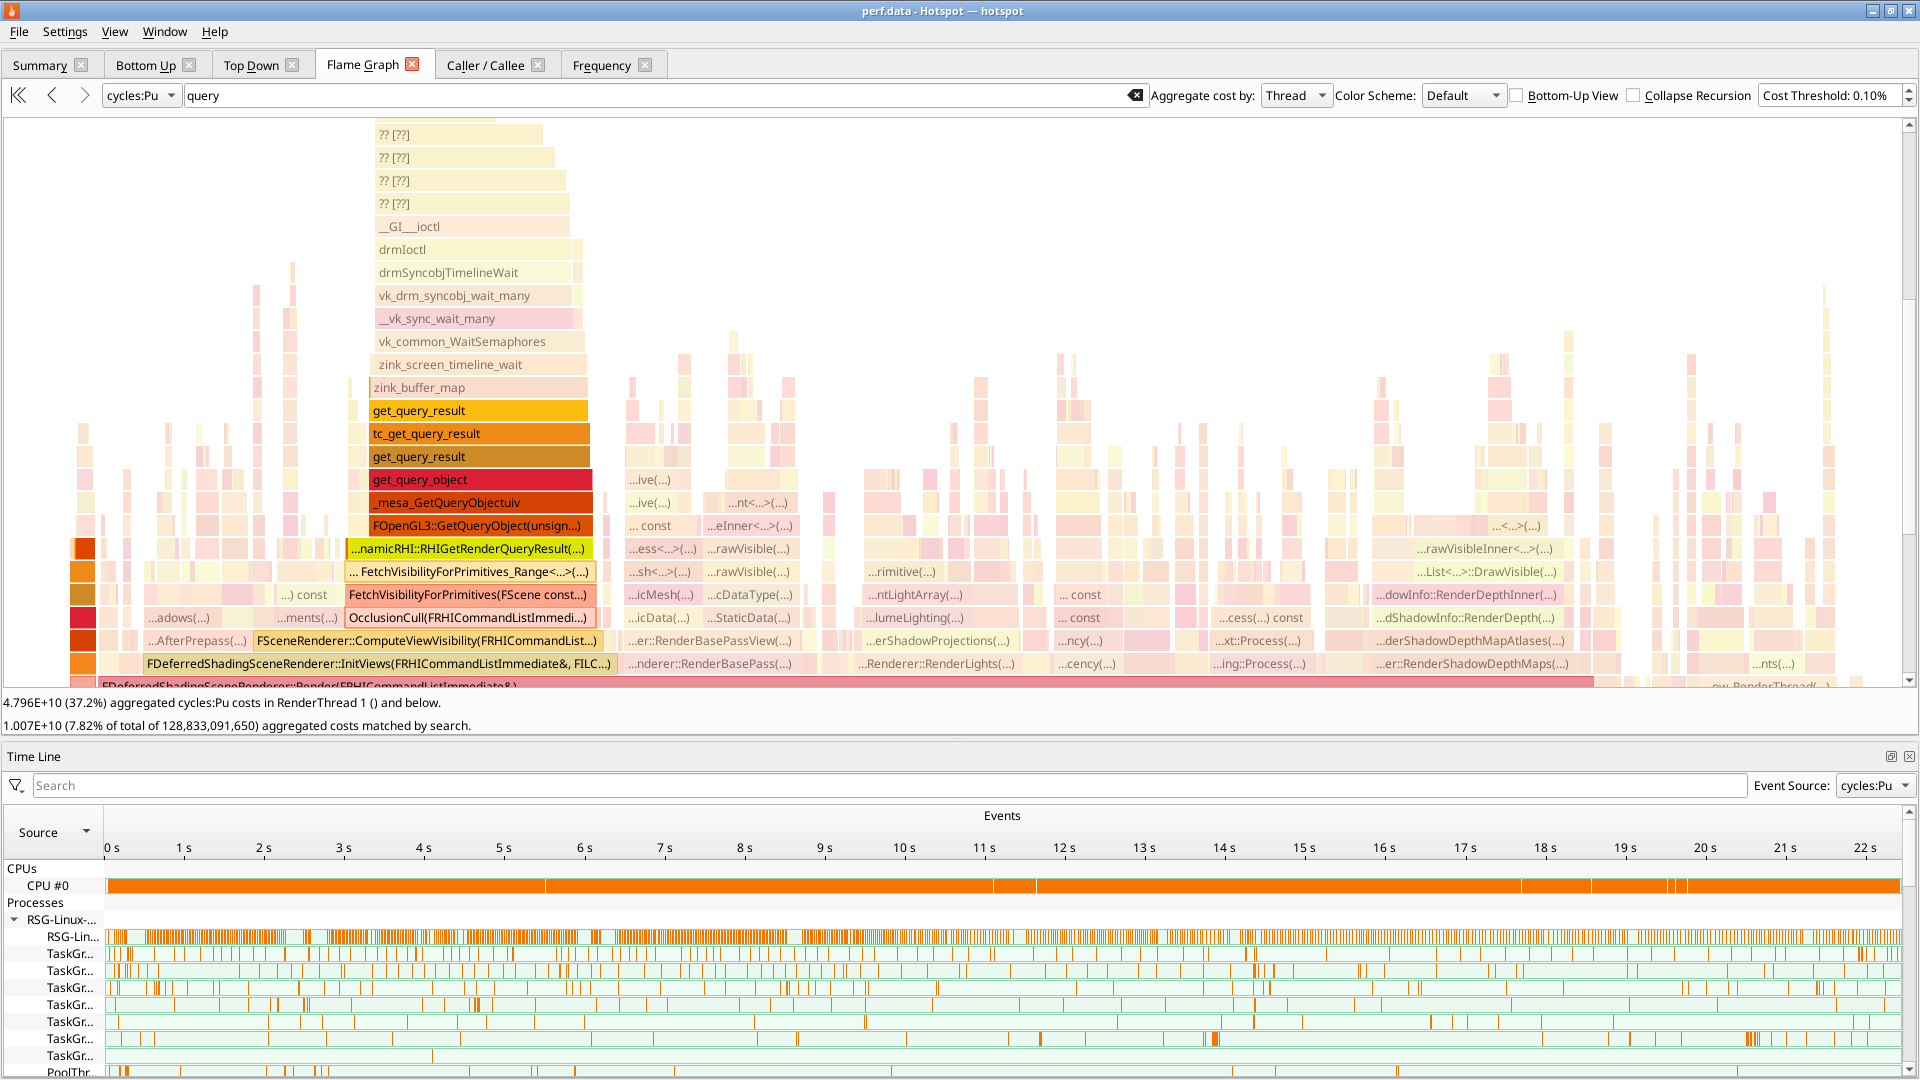 perf.data - Hotspot — hotspot
File Settings View Window Help
Summary Bottom Up Top Down Flame Graph Caller / Callee Frequency
cycles:Pu query Aggregate cost by: Thread Color Scheme: Default Bottom-Up View Collapse Recursion Cost Threshold: 0.10%
?? [??]
?? [??]
?? [??]
?? [??]
__GI___ioctl
drmIoctl
drmSyncobjTimelineWait
vk_drm_syncobj_wait_many
__vk_sync_wait_many
vk_common_WaitSemaphores
zink_screen_timeline_wait
zink_buffer_map
get_query_result
tc_get_query_result
get_query_result
get_query_object ...ive(...)
_mesa_GetQueryObjectuiv ...ive(...) ...nt<...>(...)
FOpenGL3::GetQueryObject(unsign...) ... const ...eInner<...>(...) ...<...>(...)
...namicRHI::RHIGetRenderQueryResult(...) ...ess<...>(...) ...rawVisible(...) ...rawVisibleInner<...>(...)
... FetchVisibilityForPrimitives_Range<...>(...) ...sh<...>(...) ...rawVisible(...) ...rimitive(...) ...List<...>::DrawVisible(...)
...) const FetchVisibilityForPrimitives(FScene const...) ...icMesh(...) ...cDataType(...) ...ntLightArray(...) ... const ...dowInfo::RenderDepthInner(...)
...adows(...) ...ments(...) OcclusionCull(FRHICommandListImmedi...) ...icData(...) ...StaticData(...) ...lumeLighting(...) ... const ...cess(...) const ...dShadowInfo::RenderDepth(...)
...AfterPrepass(...) FSceneRenderer::ComputeViewVisibility(FRHICommandList...) ...er::RenderBasePassView(...) ...erShadowProjections(...) ...ncy(...) ...xt::Process(...) ...derShadowDepthMapAtlases(...)
FDeferredShadingSceneRenderer::InitViews(FRHICommandListImmediate&, FILC...) ...nderer::RenderBasePass(...) ...Renderer::RenderLights(...) ...cency(...) ...ing::Process(...) ...er::RenderShadowDepthMaps(...) ...nts(...)
FDeferredShadingSceneRenderer::Render(FRHICommandListImmediate&) ...ow_RenderThread(...)
4.796E+10 (37.2%) aggregated cycles:Pu costs in RenderThread 1 () and below.
1.007E+10 (7.82% of total of 128,833,091,650) aggregated costs matched by search.
Time Line
Search Event Source: cycles:Pu
Source Events
0 s 1 s 2 s 3 s 4 s 5 s 6 s 7 s 8 s 9 s 10 s 11 s 12 s 13 s 14 s 15 s 16 s 17 s 18 s 19 s 20 s 21 s 22 s
CPUs
CPU #0
Processes
RSG-Linux-...
RSG-Lin...
TaskGr...
TaskGr...
TaskGr...
TaskGr...
TaskGr...
TaskGr...
TaskGr...
PoolThr...